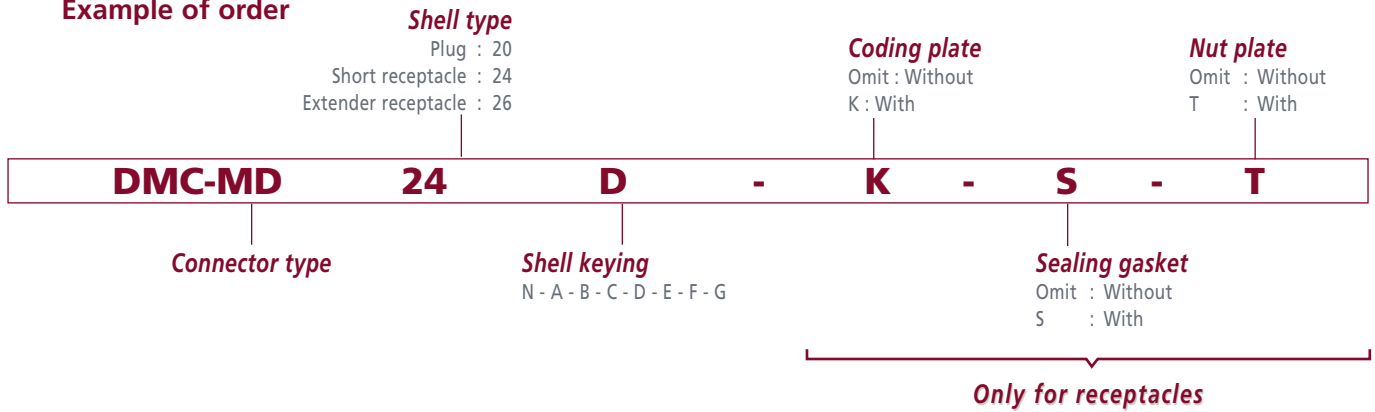 Example of order
Shell type
Plug : 20
Short receptacle : 24
Extender receptacle : 26
Coding plate
Omit : Without
K : With
Nut plate
Omit : Without
T : With
DMC-MD 24 D - K - S - T
Connector type
Shell keying
N - A - B - C - D - E - F - G
Sealing gasket
Omit : Without
S : With
Only for receptacles